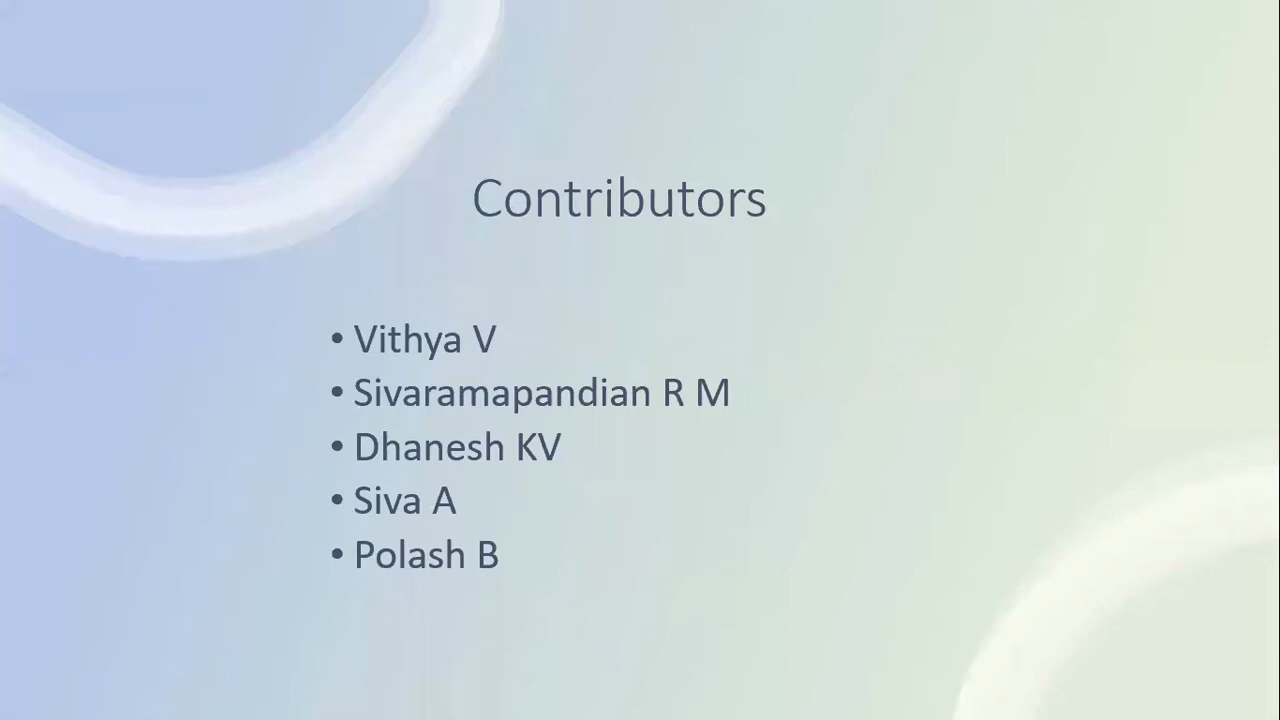 Contributors
• Vithya V
• Sivaramapandian R M
• Dhanesh KV
• Siva A
• Polash B